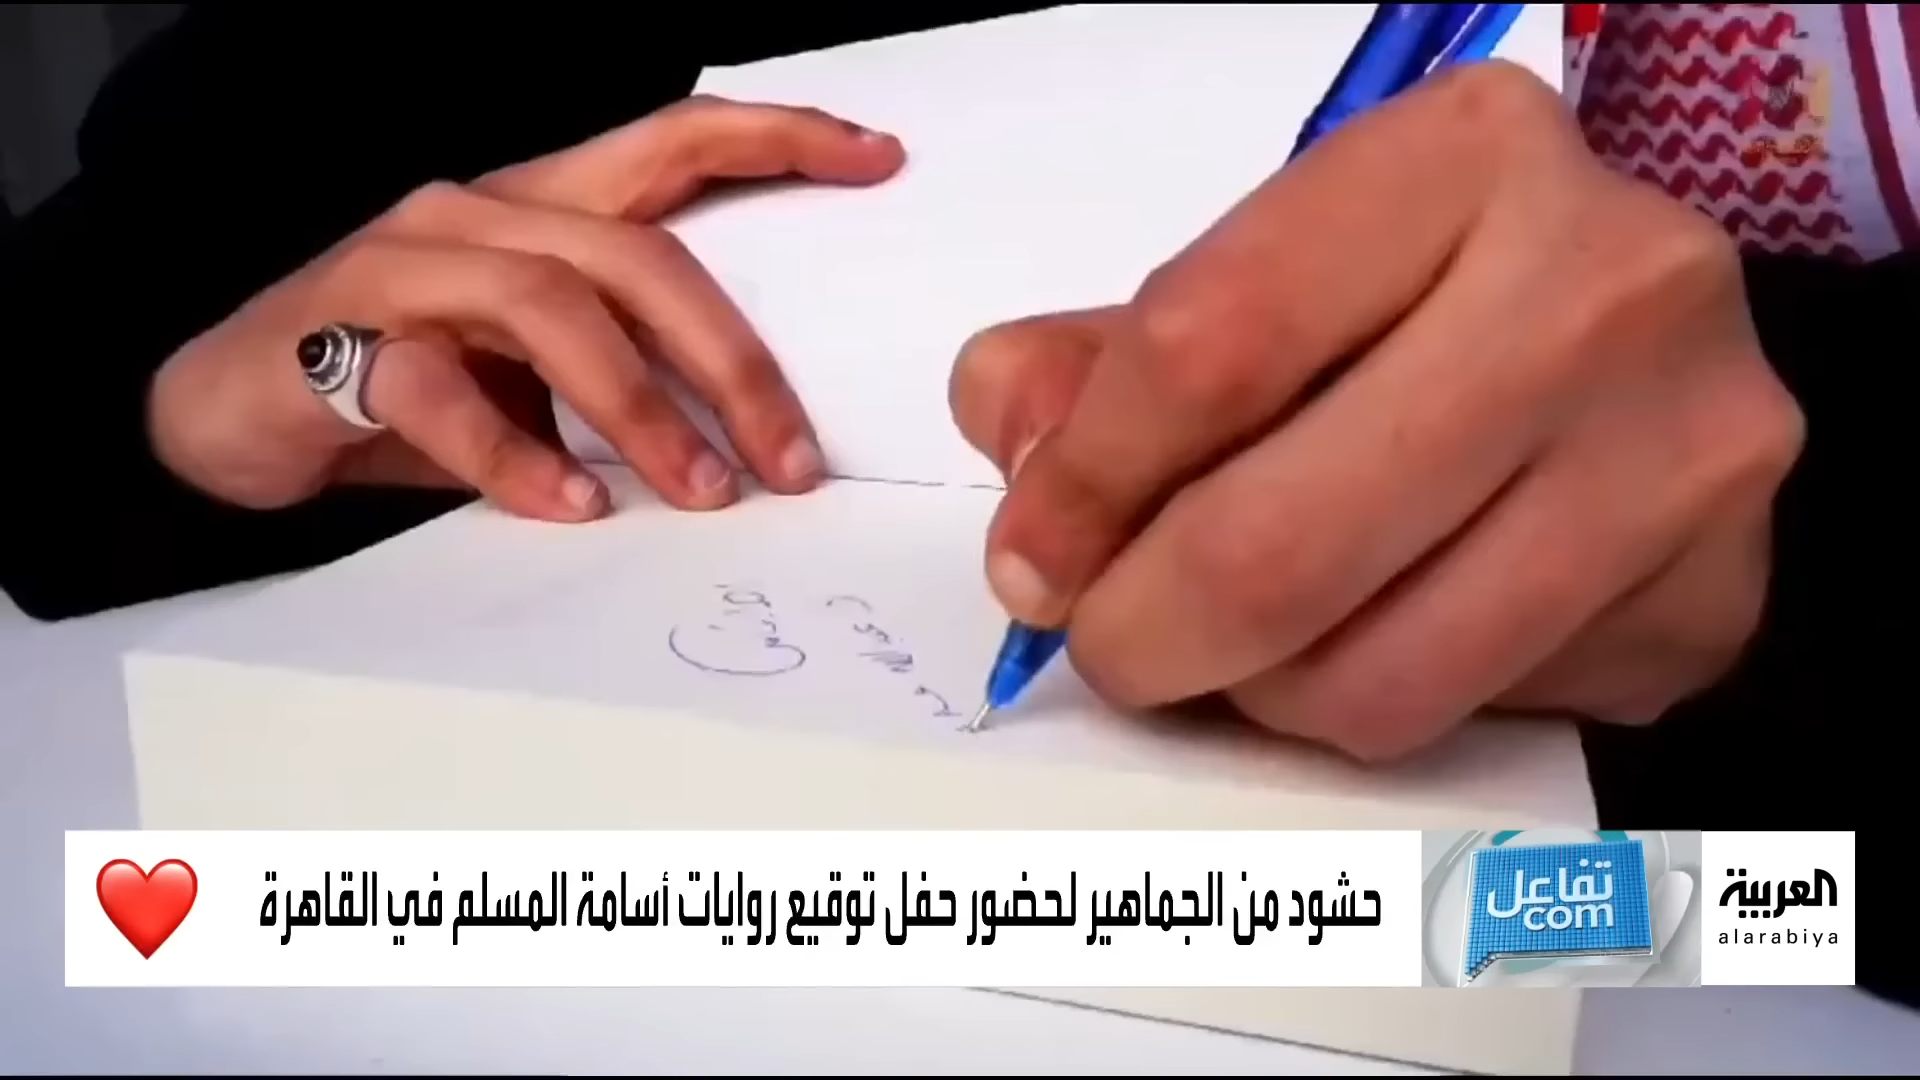 حشود من الجماهير لحضور حفل توقيع روايات أسامة المسلم في القاهرة
تفاعل
com
العربية
alarabiya